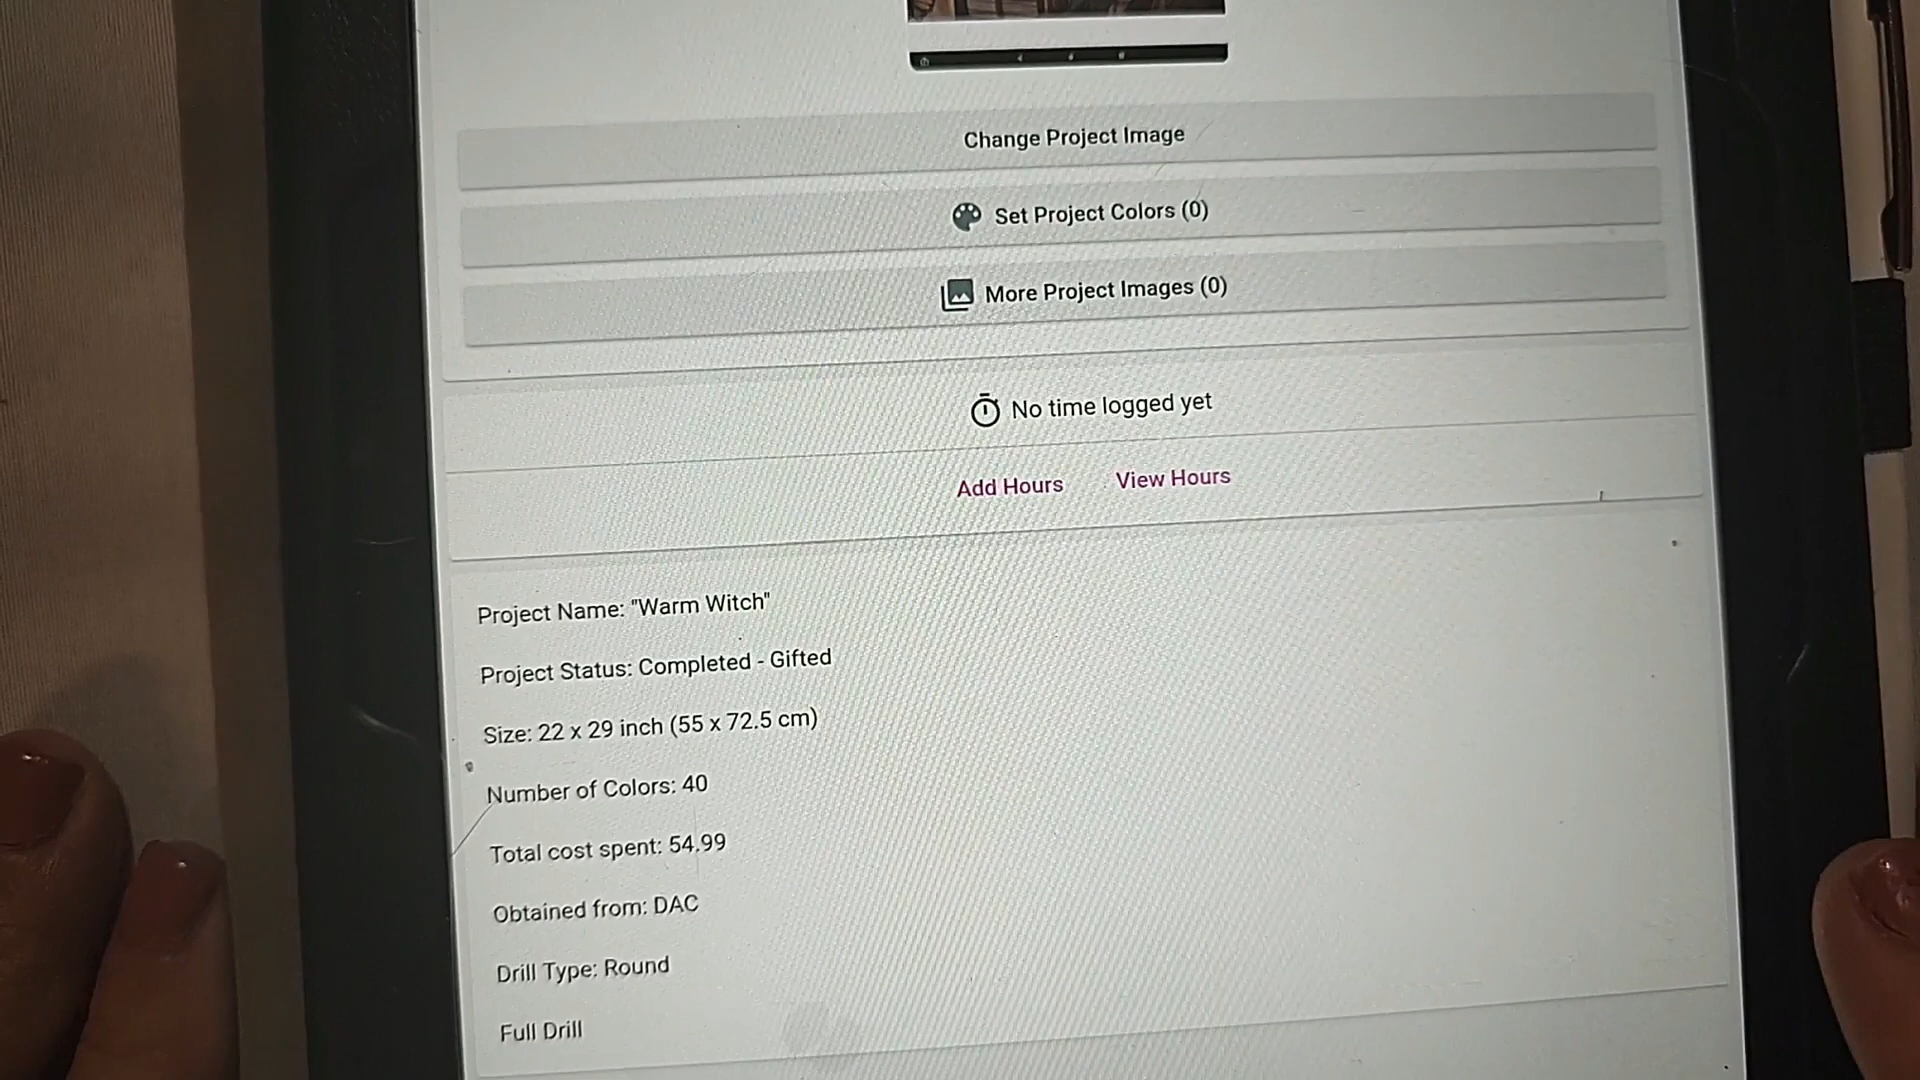 Change Project Image
Set Project Colors (0)
More Project Images (0)
No time logged yet
Add Hours View Hours
Project Name: "Warm Witch"
Project Status: Completed - Gifted
Size: 22 x 29 inch (55 x 72.5 cm)
Number of Colors: 40
Total cost spent: 54.99
Obtained from: DAC
Drill Type: Round
Full Drill